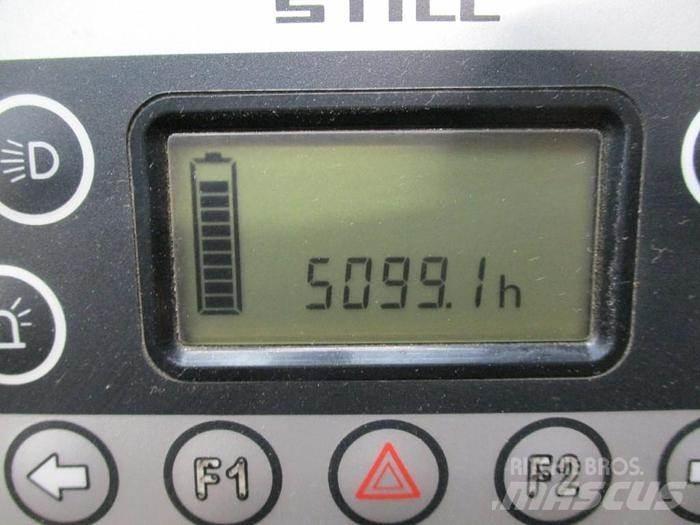 STILL
5099.1h
F1
F2
RITCHIE BROS.
MASCUS